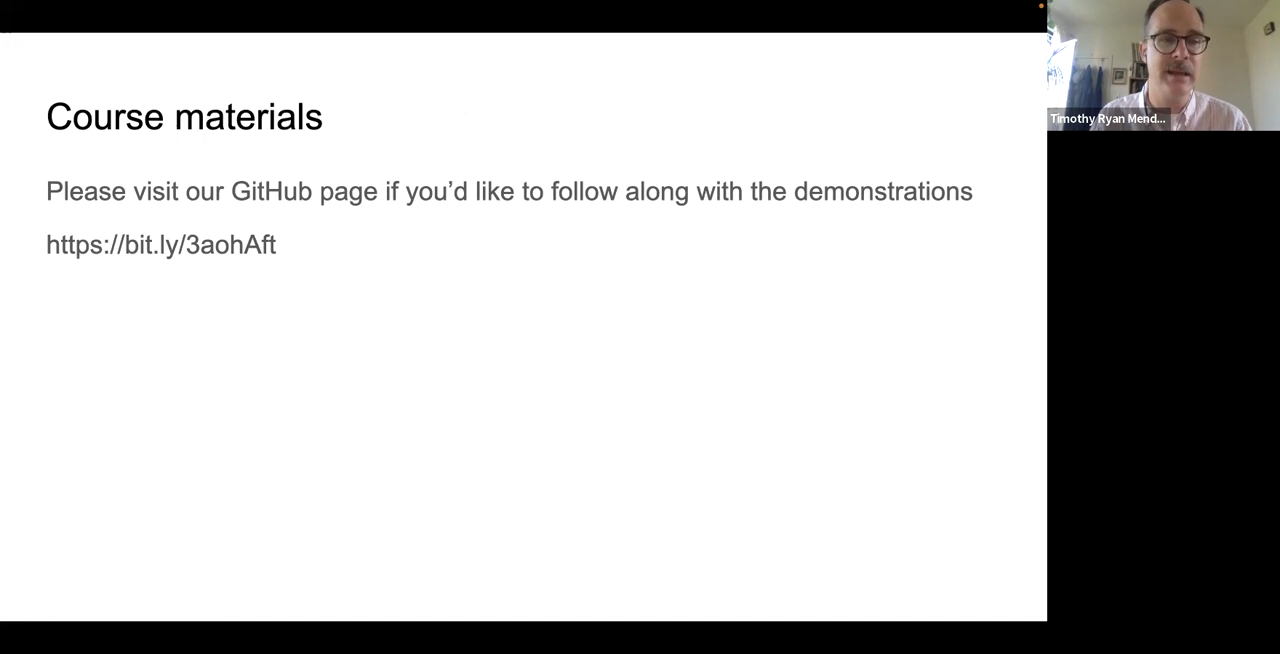 Course materials
Please visit our GitHub page if you’d like to follow along with the demonstrations
https://bit.ly/3aohAft
Timothy Ryan Mend...